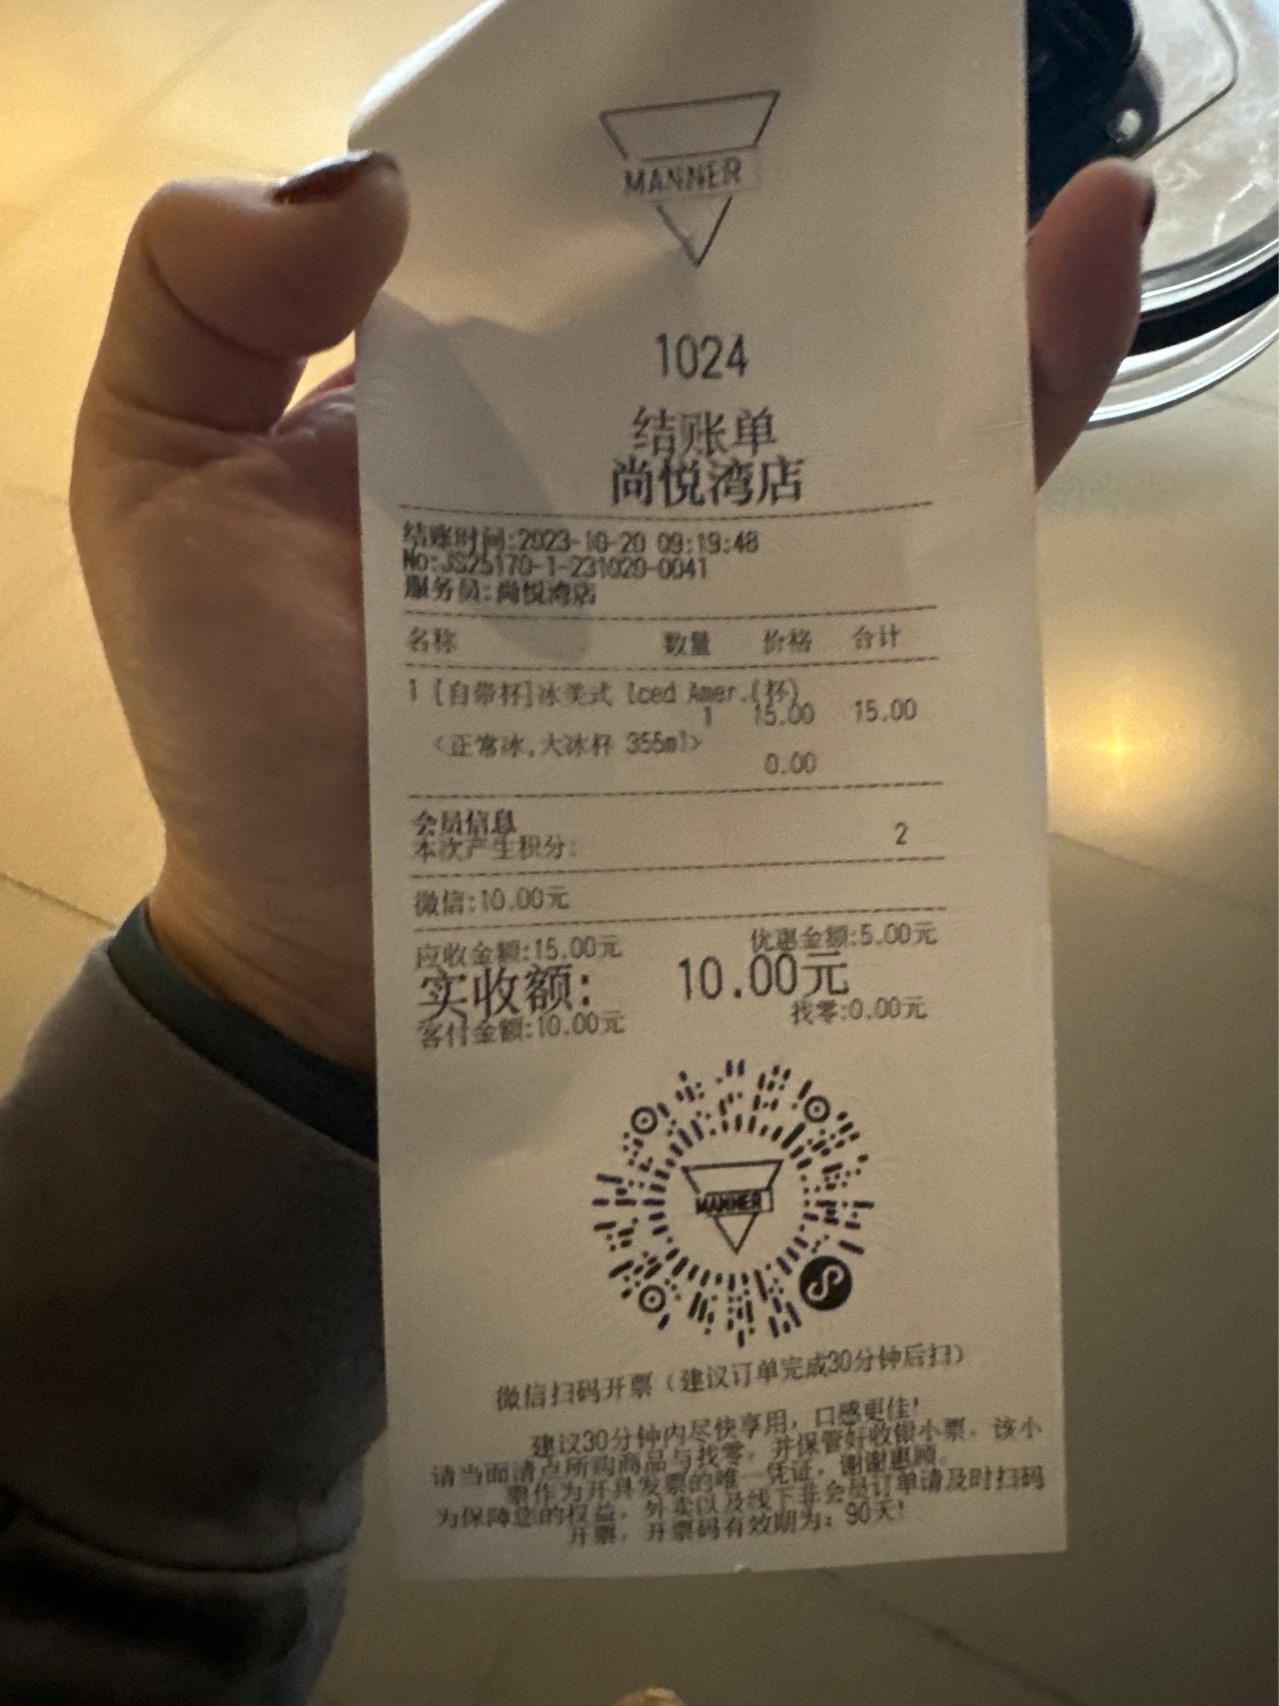 MANNER
1024
结账单
尚悦湾店
结账时间:2023-10-20 09:19:48
No:JS25170-1-231020-0041
服务员:尚悦湾店
名称 数量 价格 合计
1 [自带杯]冰美式 Iced Amer.(杯)
1 15.00 15.00
<正常冰,大冰杯 355ml>
0.00
会员信息
本次产生积分: 2
微信:10.00元
应收金额:15.00元 优惠金额:5.00元
实收额: 10.00元
客付金额:10.00元 找零:0.00元
MANNER
微信扫码开票（建议订单完成30分钟后扫）
建议30分钟内尽快享用，口感更佳！
请当面清点所购商品与找零，并保管好收银小票。该小
票作为开具发票的唯一凭证，谢谢惠顾。
为保障您的权益，外卖以及线下非会员订单请及时扫码
开票，开票码有效期为：90天！